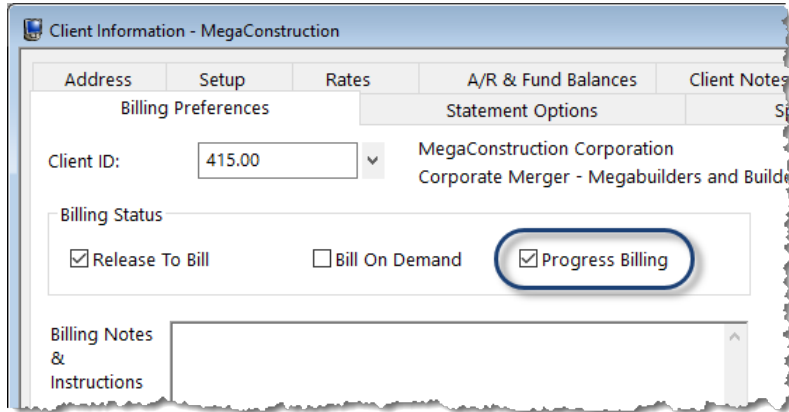 Client Information - MegaConstruction
Address Setup Rates A/R & Fund Balances Client Notes
Billing Preferences Statement Options
Client ID: 415.00 MegaConstruction Corporation
Corporate Merger - Megabuilders and
Billing Status
Release To Bill Bill On Demand Progress Billing
Billing Notes
&
Instructions